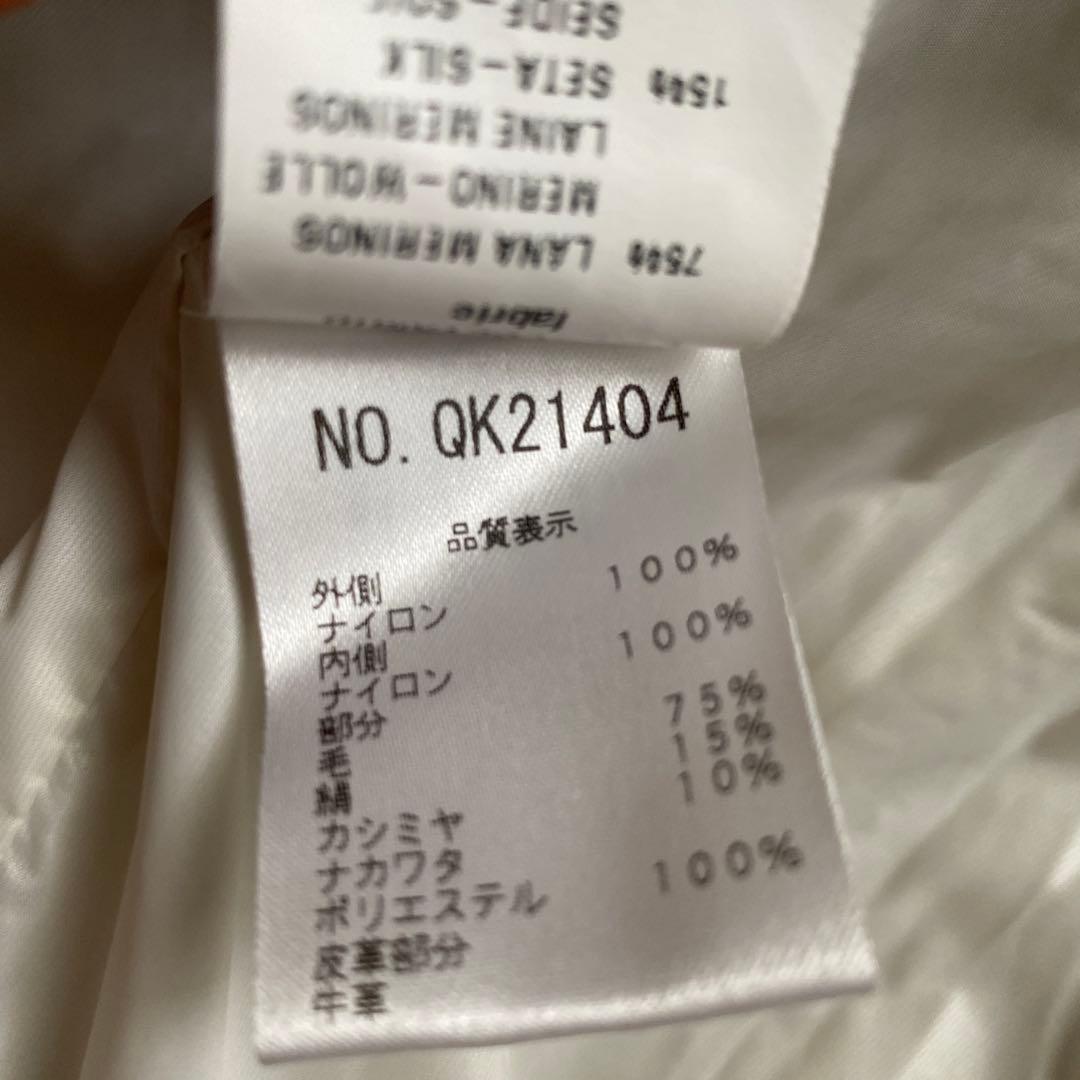 SEIDE-SOIE
15% SETA-SILK
LAINE MERINOS
MERINO-WOLLE
75% LANA MERINOS
fabric
NO. QK21404
品質表示
外側
ナイロン 100%
内側
ナイロン 100%
部分
毛 75%
絹 15%
カシミヤ 10%
ナカワタ
ポリエステル 100%
皮革部分
牛革